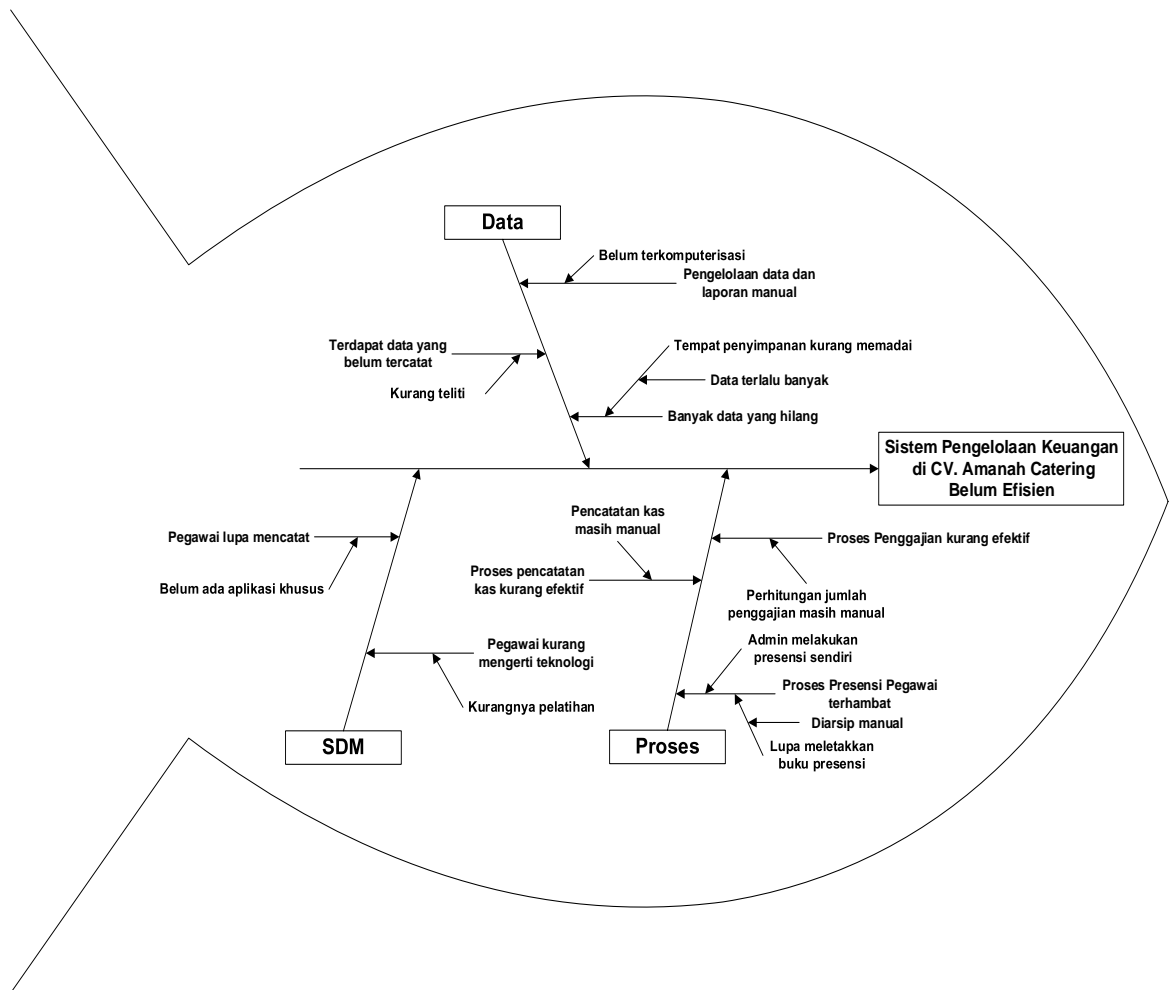 Data
Belum terkomputerisasi
Pengelolaan data dan
laporan manual
Terdapat data yang
belum tercatat
Kurang teliti
Tempat penyimpanan kurang memadai
Data terlalu banyak
Banyak data yang hilang
Sistem Pengelolaan Keuangan
di CV. Amanah Catering
Belum Efisien
Pegawai lupa mencatat
Belum ada aplikasi khusus
Pegawai kurang
mengerti teknologi
Kurangnya pelatihan
SDM
Pencatatan kas
masih manual
Proses pencatatan
kas kurang efektif
Proses Penggajian kurang efektif
Perhitungan jumlah
penggajian masih manual
Admin melakukan
presensi sendiri
Proses Presensi Pegawai
terhambat
Diarsip manual
Lupa meletakkan
buku presensi
Proses